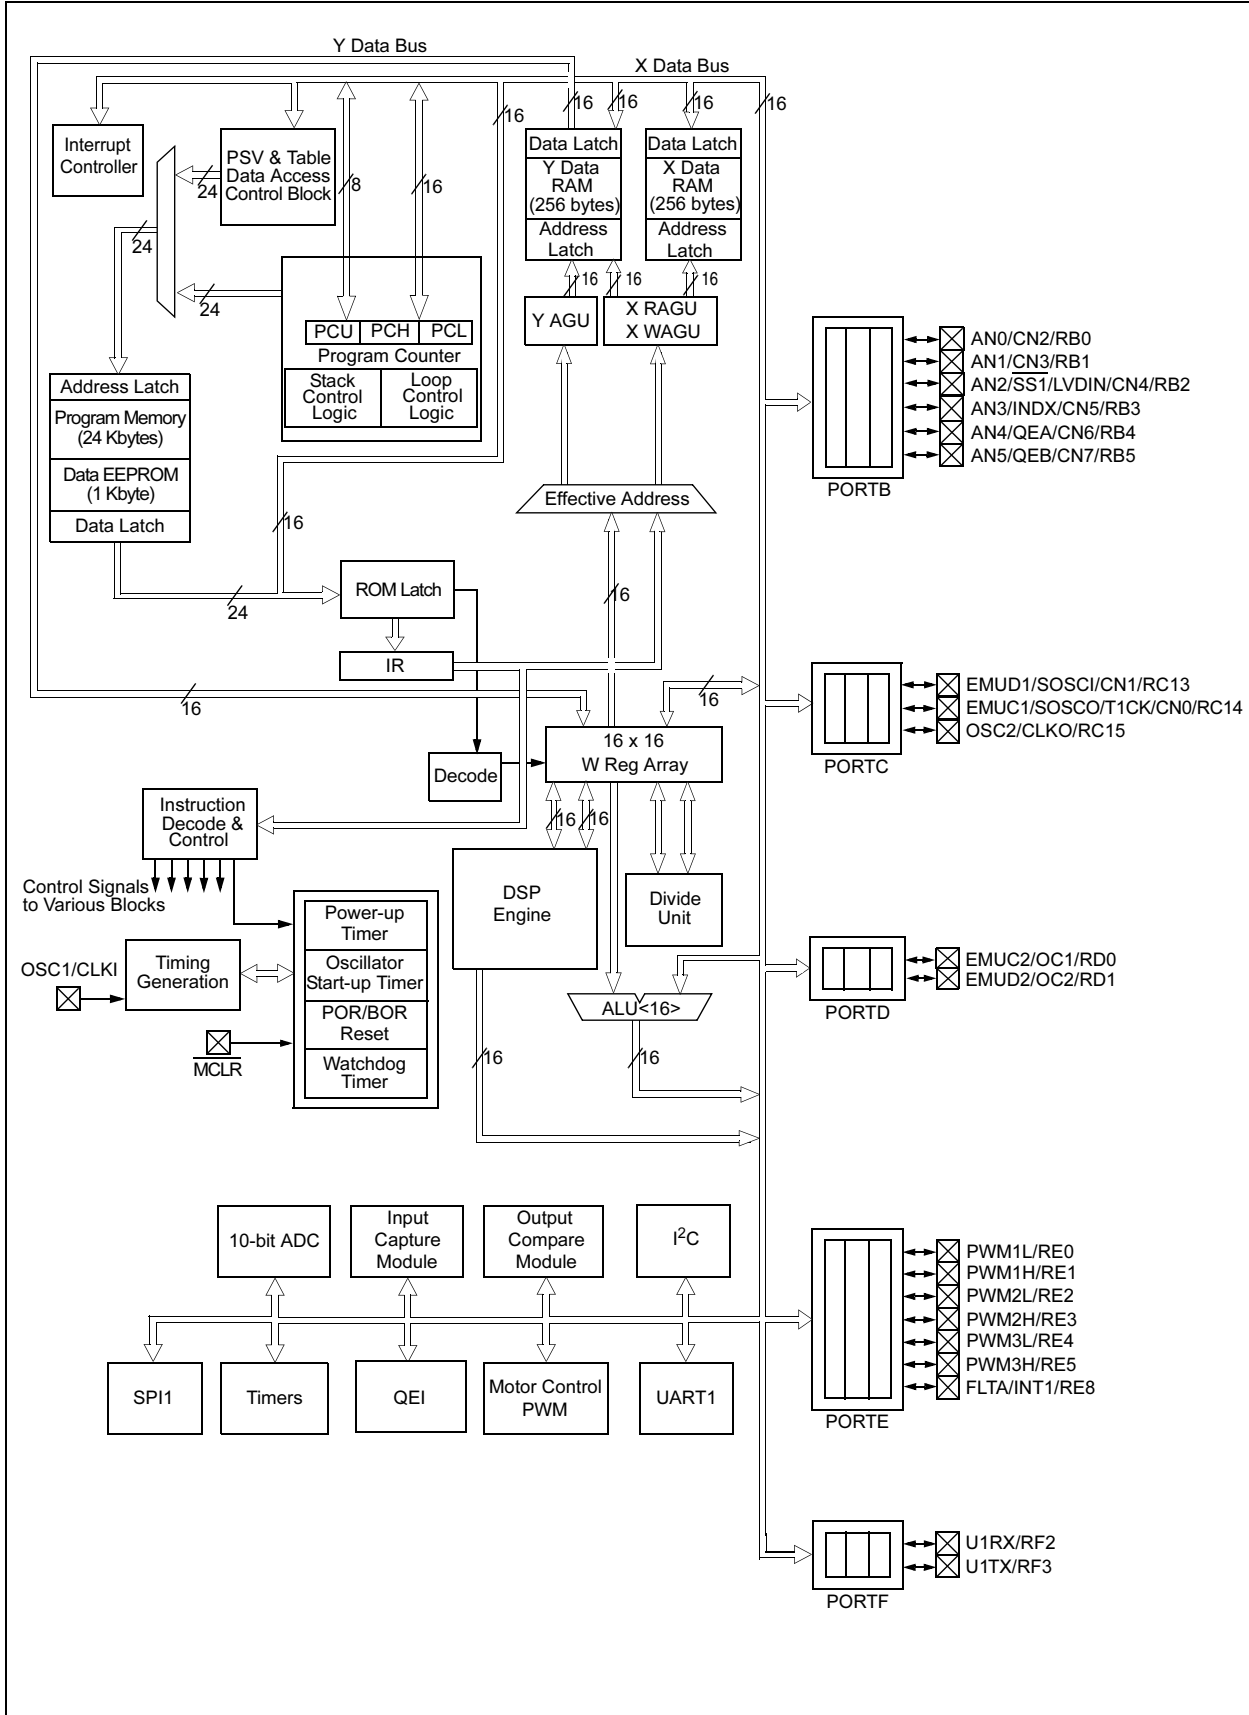 Y Data Bus
X Data Bus
16
16
16
16
16
Interrupt
Controller
PSV & Table
Data Access
Control Block
24
8
16
Data Latch
Y Data
RAM
(256 bytes)
Address
Latch
Data Latch
X Data
RAM
(256 bytes)
Address
Latch
24
24
16
16
16
Y AGU
X RAGU
X WAGU
PCU
PCH
PCL
Program Counter
Stack
Control
Logic
Loop
Control
Logic
Address Latch
Program Memory
(24 Kbytes)
Data EEPROM
(1 Kbyte)
Data Latch
16
24
Effective Address
16
ROM Latch
IR
16
16
16 x 16
W Reg Array
Decode
Instruction
Decode &
Control
16
16
Control Signals
to Various Blocks
DSP
Engine
Divide
Unit
Power-up
Timer
Oscillator
Start-up Timer
POR/BOR
Reset
Watchdog
Timer
OSC1/CLKI
Timing
Generation
MCLR
ALU<16>
16
16
10-bit ADC
Input
Capture
Module
Output
Compare
Module
I2C
SPI1
Timers
QEI
Motor Control
PWM
UART1
AN0/CN2/RB0
AN1/CN3/RB1
AN2/SS1/LVDIN/CN4/RB2
AN3/INDX/CN5/RB3
AN4/QEA/CN6/RB4
AN5/QEB/CN7/RB5
PORTB
EMUD1/SOSCI/CN1/RC13
EMUC1/SOSCO/T1CK/CN0/RC14
OSC2/CLKO/RC15
PORTC
EMUC2/OC1/RD0
EMUD2/OC2/RD1
PORTD
PWM1L/RE0
PWM1H/RE1
PWM2L/RE2
PWM2H/RE3
PWM3L/RE4
PWM3H/RE5
FLTA/INT1/RE8
PORTE
U1RX/RF2
U1TX/RF3
PORTF